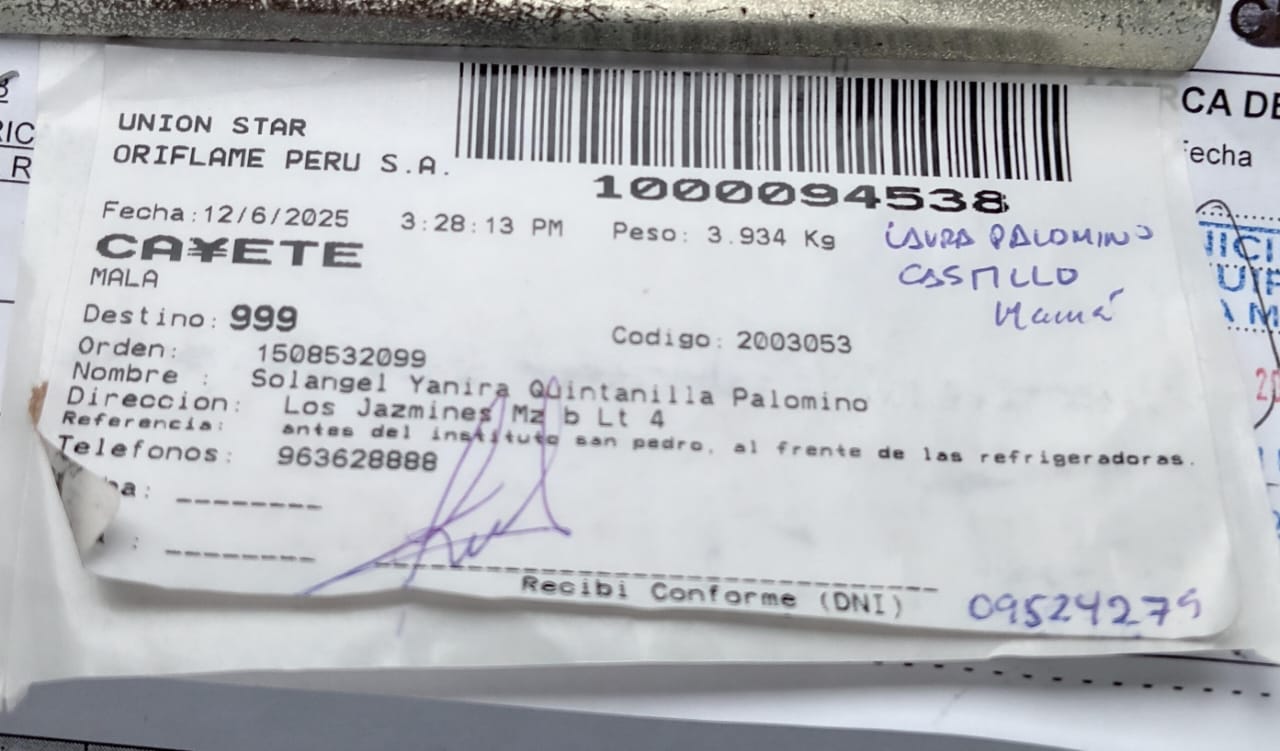 UNION STAR
ORIFLAME PERU S.A.
1000094538
Fecha:12/6/2025 3:28:13 PM Peso: 3.934 Kg
CA¥ETE
MALA
LAURA PALOMINO
CASTILLO
Mamá
Destino: 999 Codigo: 2003053
Orden: 1508532099
Nombre : Solangel Yanira Quintanilla Palomino
Direccion: Los Jazmines Mz b Lt 4
Referencia: antes del instituto san pedro, al frente de las refrigeradoras.
Telefonos: 963628888
Recibi Conforme (DNI) 09524279
CA DE
Fecha